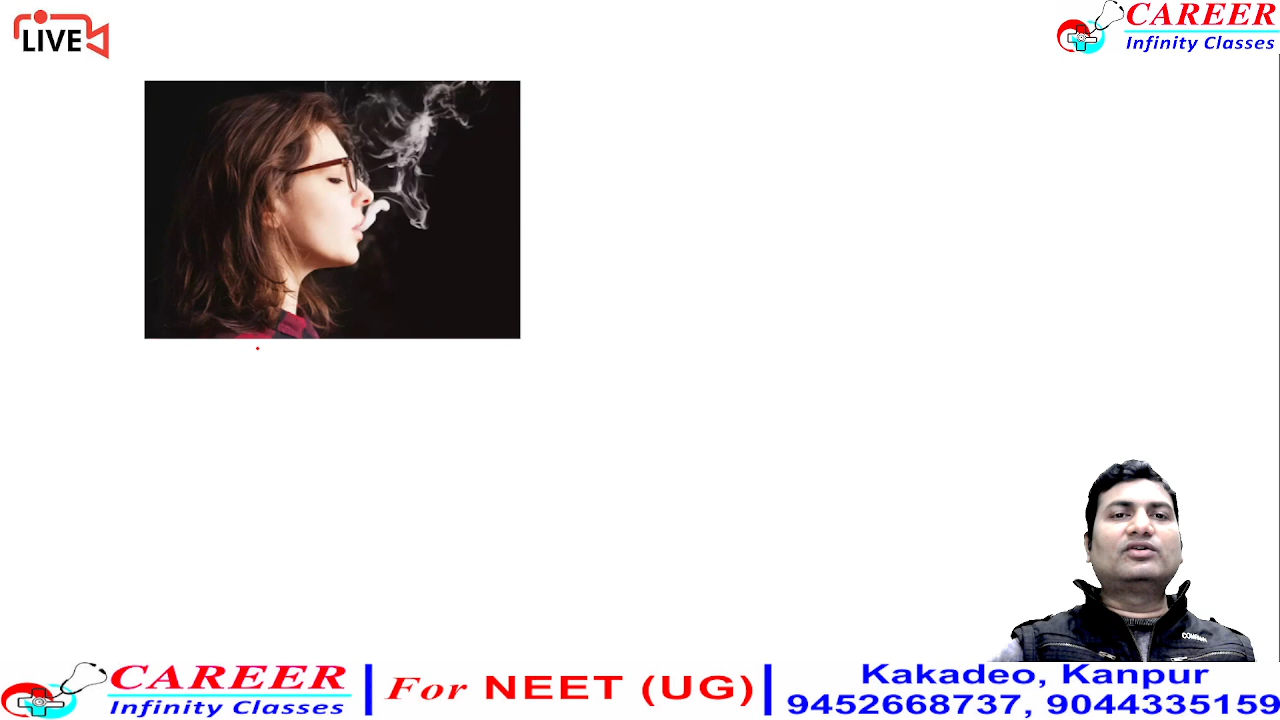 LIVE
CAREER
Infinity Classes
CAREER
Infinity Classes
For NEET (UG)
Kakadeo, Kanpur
9452668737, 9044335159